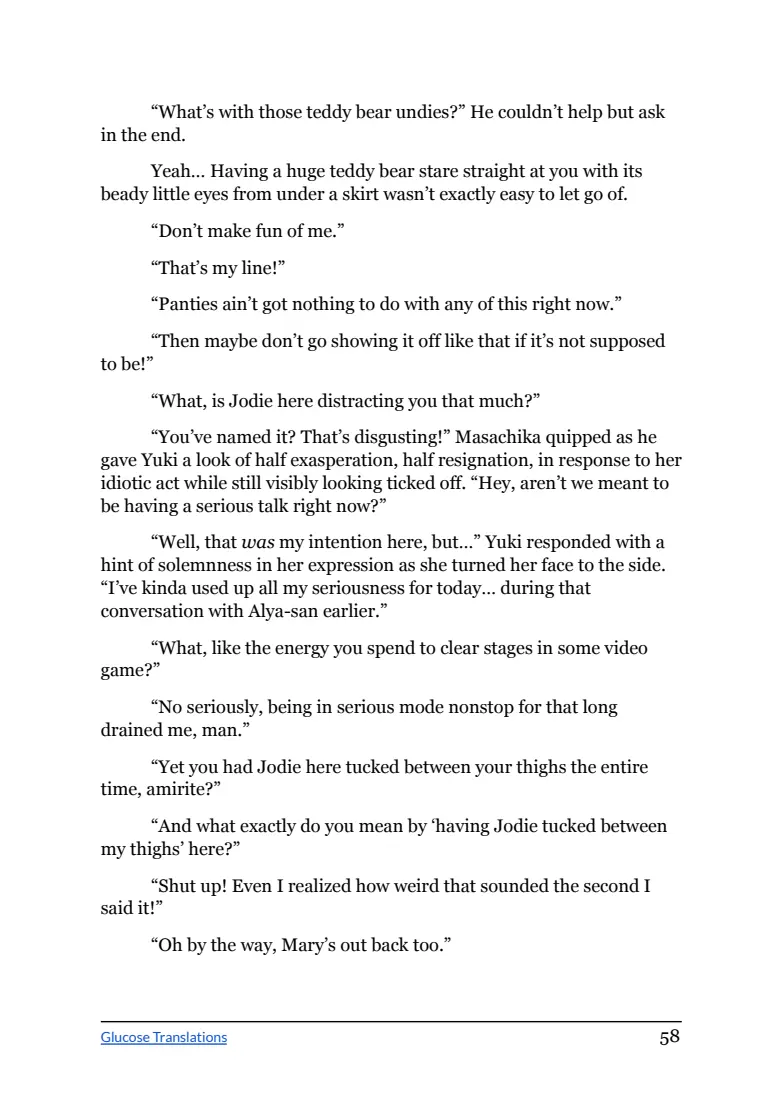 “What’s with those teddy bear undies?” He couldn’t help but ask
in the end.
Yeah… Having a huge teddy bear stare straight at you with its
beady little eyes from under a skirt wasn’t exactly easy to let go of.
“Don’t make fun of me.”
“That’s my line!”
“Panties ain’t got nothing to do with any of this right now.”
“Then maybe don’t go showing it off like that if it’s not supposed
to be!”
“What, is Jodie here distracting you that much?”
“You’ve named it? That’s disgusting!” Masachika quipped as he
gave Yuki a look of half exasperation, half resignation, in response to her
idiotic act while still visibly looking ticked off. “Hey, aren’t we meant to
be having a serious talk right now?”
“Well, that was my intention here, but…” Yuki responded with a
hint of solemnness in her expression as she turned her face to the side.
“I’ve kinda used up all my seriousness for today… during that
conversation with Alya-san earlier.”
“What, like the energy you spend to clear stages in some video
game?”
“No seriously, being in serious mode nonstop for that long
drained me, man.”
“Yet you had Jodie here tucked between your thighs the entire
time, amirite?”
“And what exactly do you mean by ‘having Jodie tucked between
my thighs’ here?”
“Shut up! Even I realized how weird that sounded the second I
said it!”
“Oh by the way, Mary’s out back too.”
Glucose Translations
58